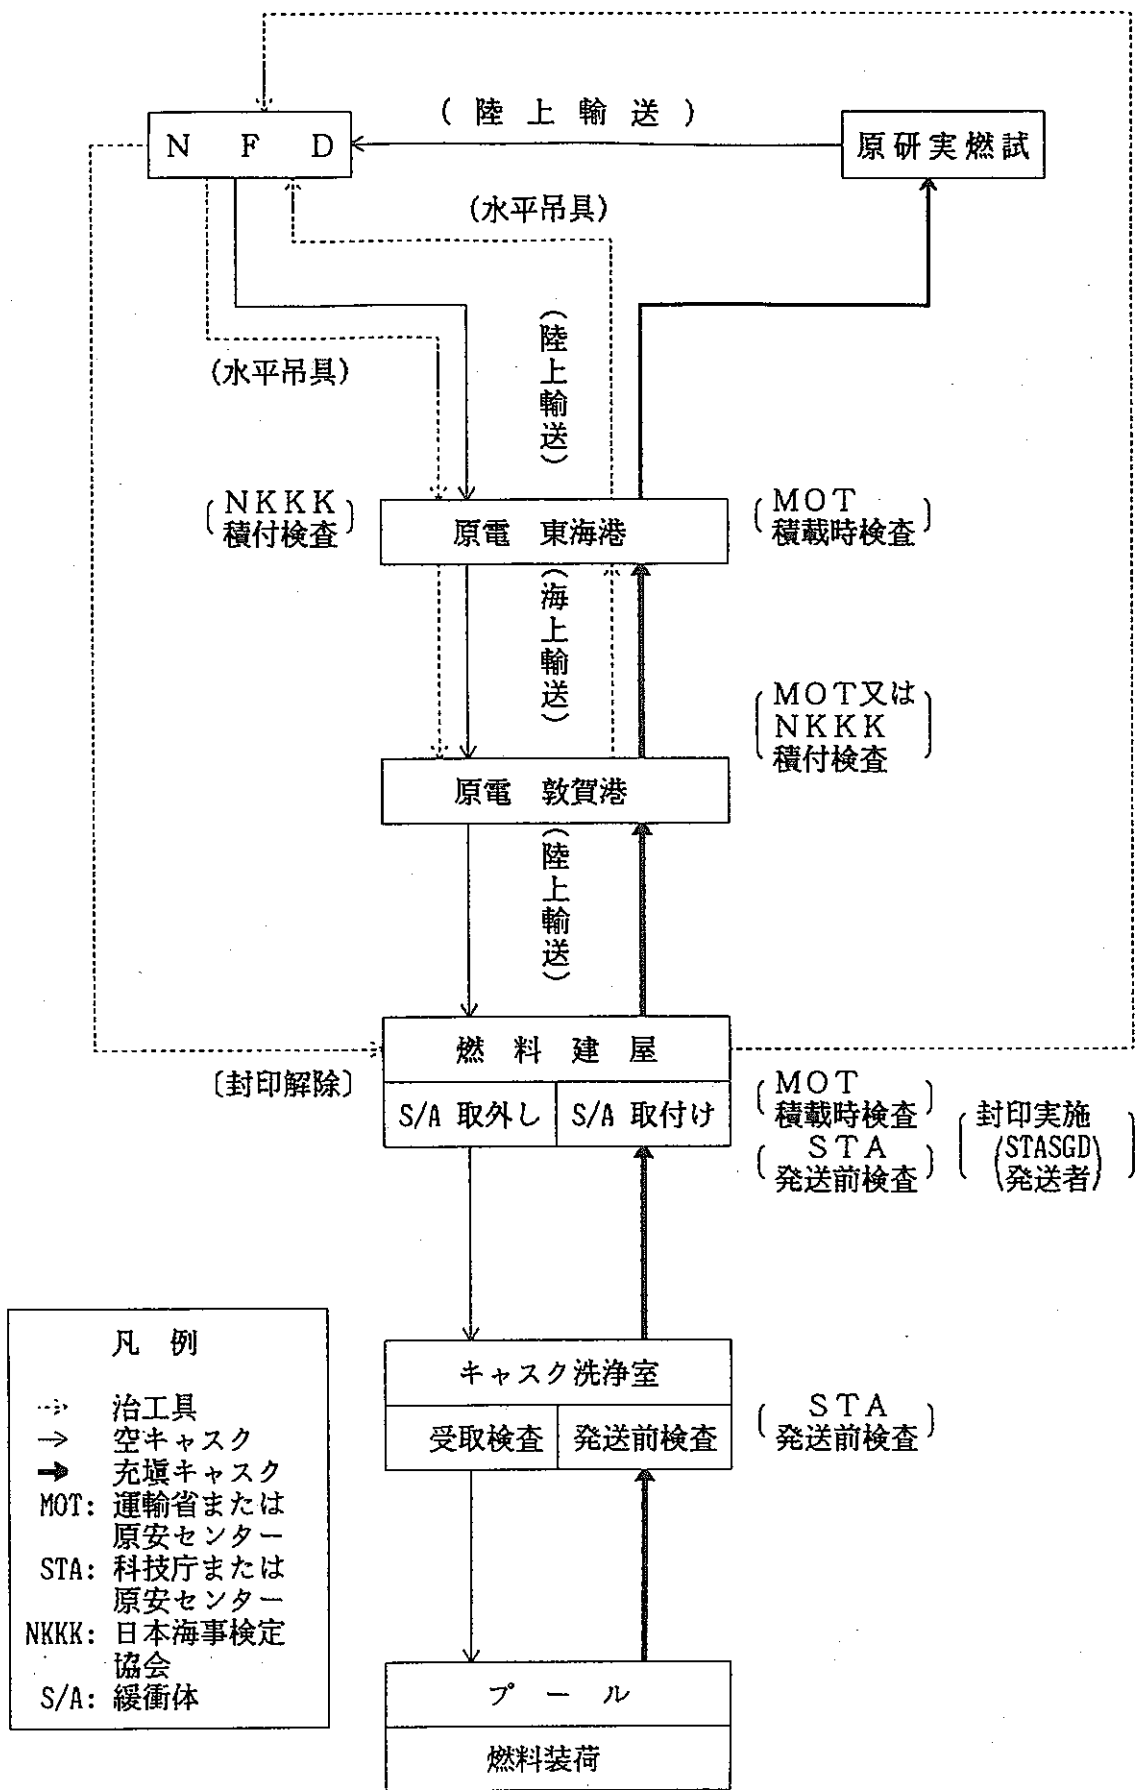 (陸上輸送)
NFD
原研実燃試
(水平吊具)
(水平吊具)
(陸上輸送)
NKKK
積付検査
原電 東海港
MOT
積載時検査
(海上輸送)
MOT又は
NKKK
積付検査
原電 敦賀港
(陸上輸送)
燃料建屋
〔封印解除〕
S/A 取外し
S/A 取付け
MOT
積載時検査
STA
発送前検査
封印実施
(STASGD)
(発送者)
キャスク洗浄室
受取検査
発送前検査
STA
発送前検査
プール
燃料装荷
凡例
治工具
空キャスク
充填キャスク
MOT: 運輸省または
原安センター
STA: 科技庁または
原安センター
NKKK: 日本海事検定
協会
S/A: 緩衝体